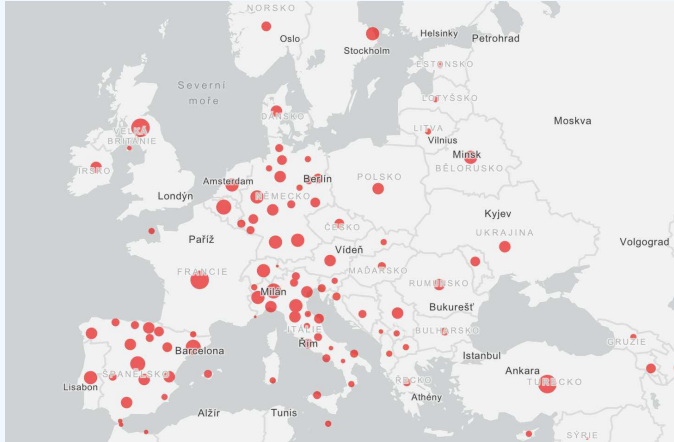 NORSKO
Helsinky
Oslo
Petrohrad
Stockholm
ESTONSKO
Severní
moře
LOTYŠSKO
DÁNSKO
Moskva
VELKÁ
BRITÁNIE
LITVA
Vilnius
Minsk
IRSKO
BĚLORUSKO
Amsterdam
Berlín
POLSKO
Londýn
NĚMECKO
Kyjev
ČESKO
UKRAJINA
Paříž
Vídeň
Volgograd
FRANCIE
MAĎARSKO
Milán
RUMUNSKO
Bukurešť
ITÁLIE
BULHARSKO
Řím
GRUZIE
Barcelona
Istanbul
Ankara
ŠPANĚLSKO
Lisabon
ŘECKO
TURECKO
Athény
Alžír
Tunis
SÝRIE